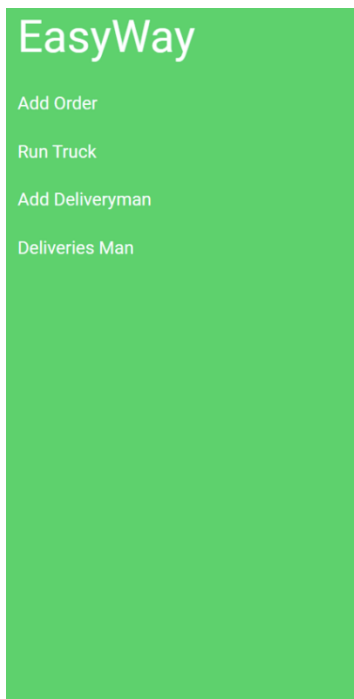 EasyWay
Add Order
Run Truck
Add Deliveryman
Deliveries Man